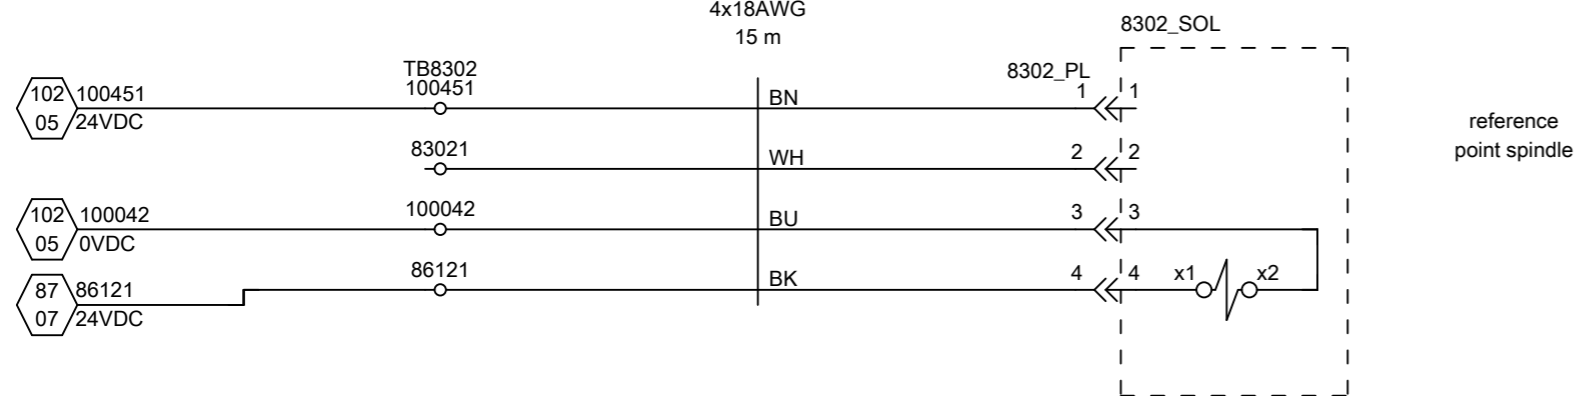 4x18AWG
15 m
8302_SOL
TB8302
8302_PL
102 100451 100451 BN 1 1
05 24VDC
83021 WH 2 2
reference
point spindle
102 100042 100042 BU 3 3
05 0VDC
87 86121 86121 BK 4 4 x1 x2
07 24VDC